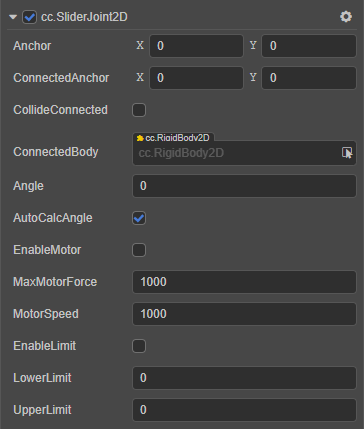 cc.SliderJoint2D
Anchor X 0 Y 0
ConnectedAnchor X 0 Y 0
CollideConnected
cc.RigidBody2D
ConnectedBody cc.RigidBody2D
Angle 0
AutoCalcAngle
EnableMotor
MaxMotorForce 1000
MotorSpeed 1000
EnableLimit
LowerLimit 0
UpperLimit 0